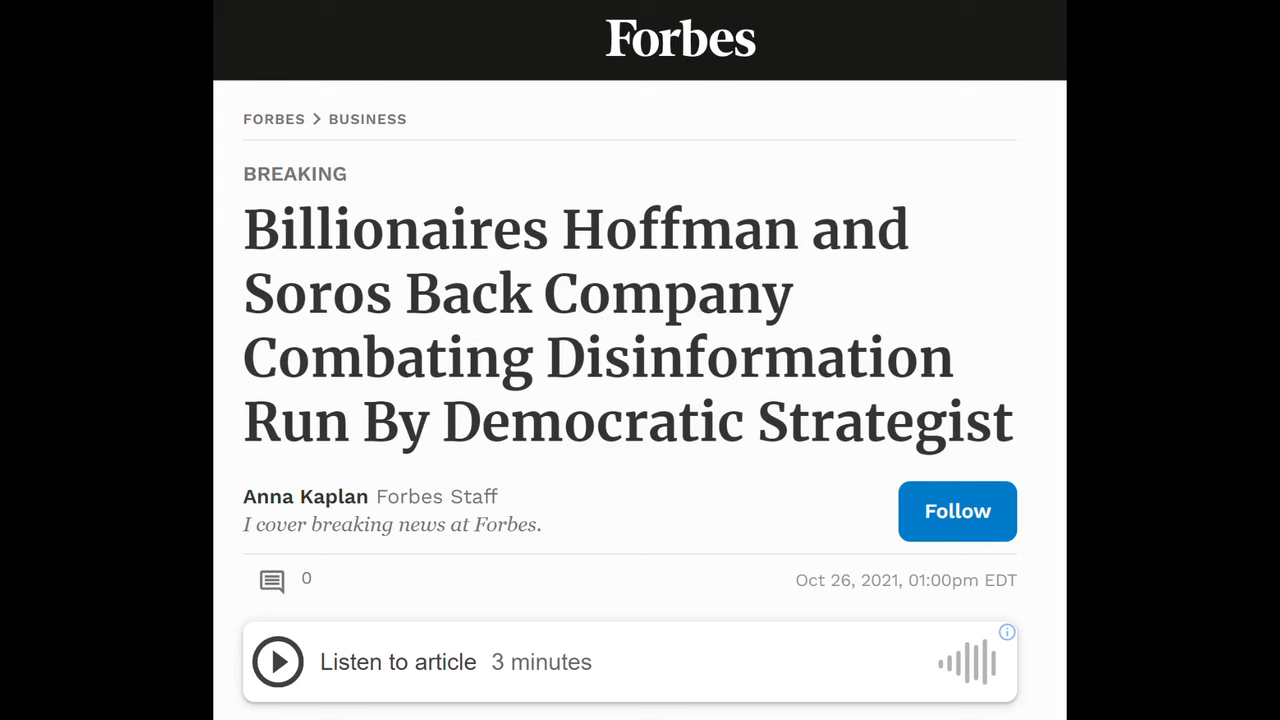 Forbes
FORBES > BUSINESS
BREAKING
Billionaires Hoffman and
Soros Back Company
Combating Disinformation
Run By Democratic Strategist
Anna Kaplan Forbes Staff
I cover breaking news at Forbes.
Follow
0
Oct 26, 2021, 01:00pm EDT
Listen to article 3 minutes